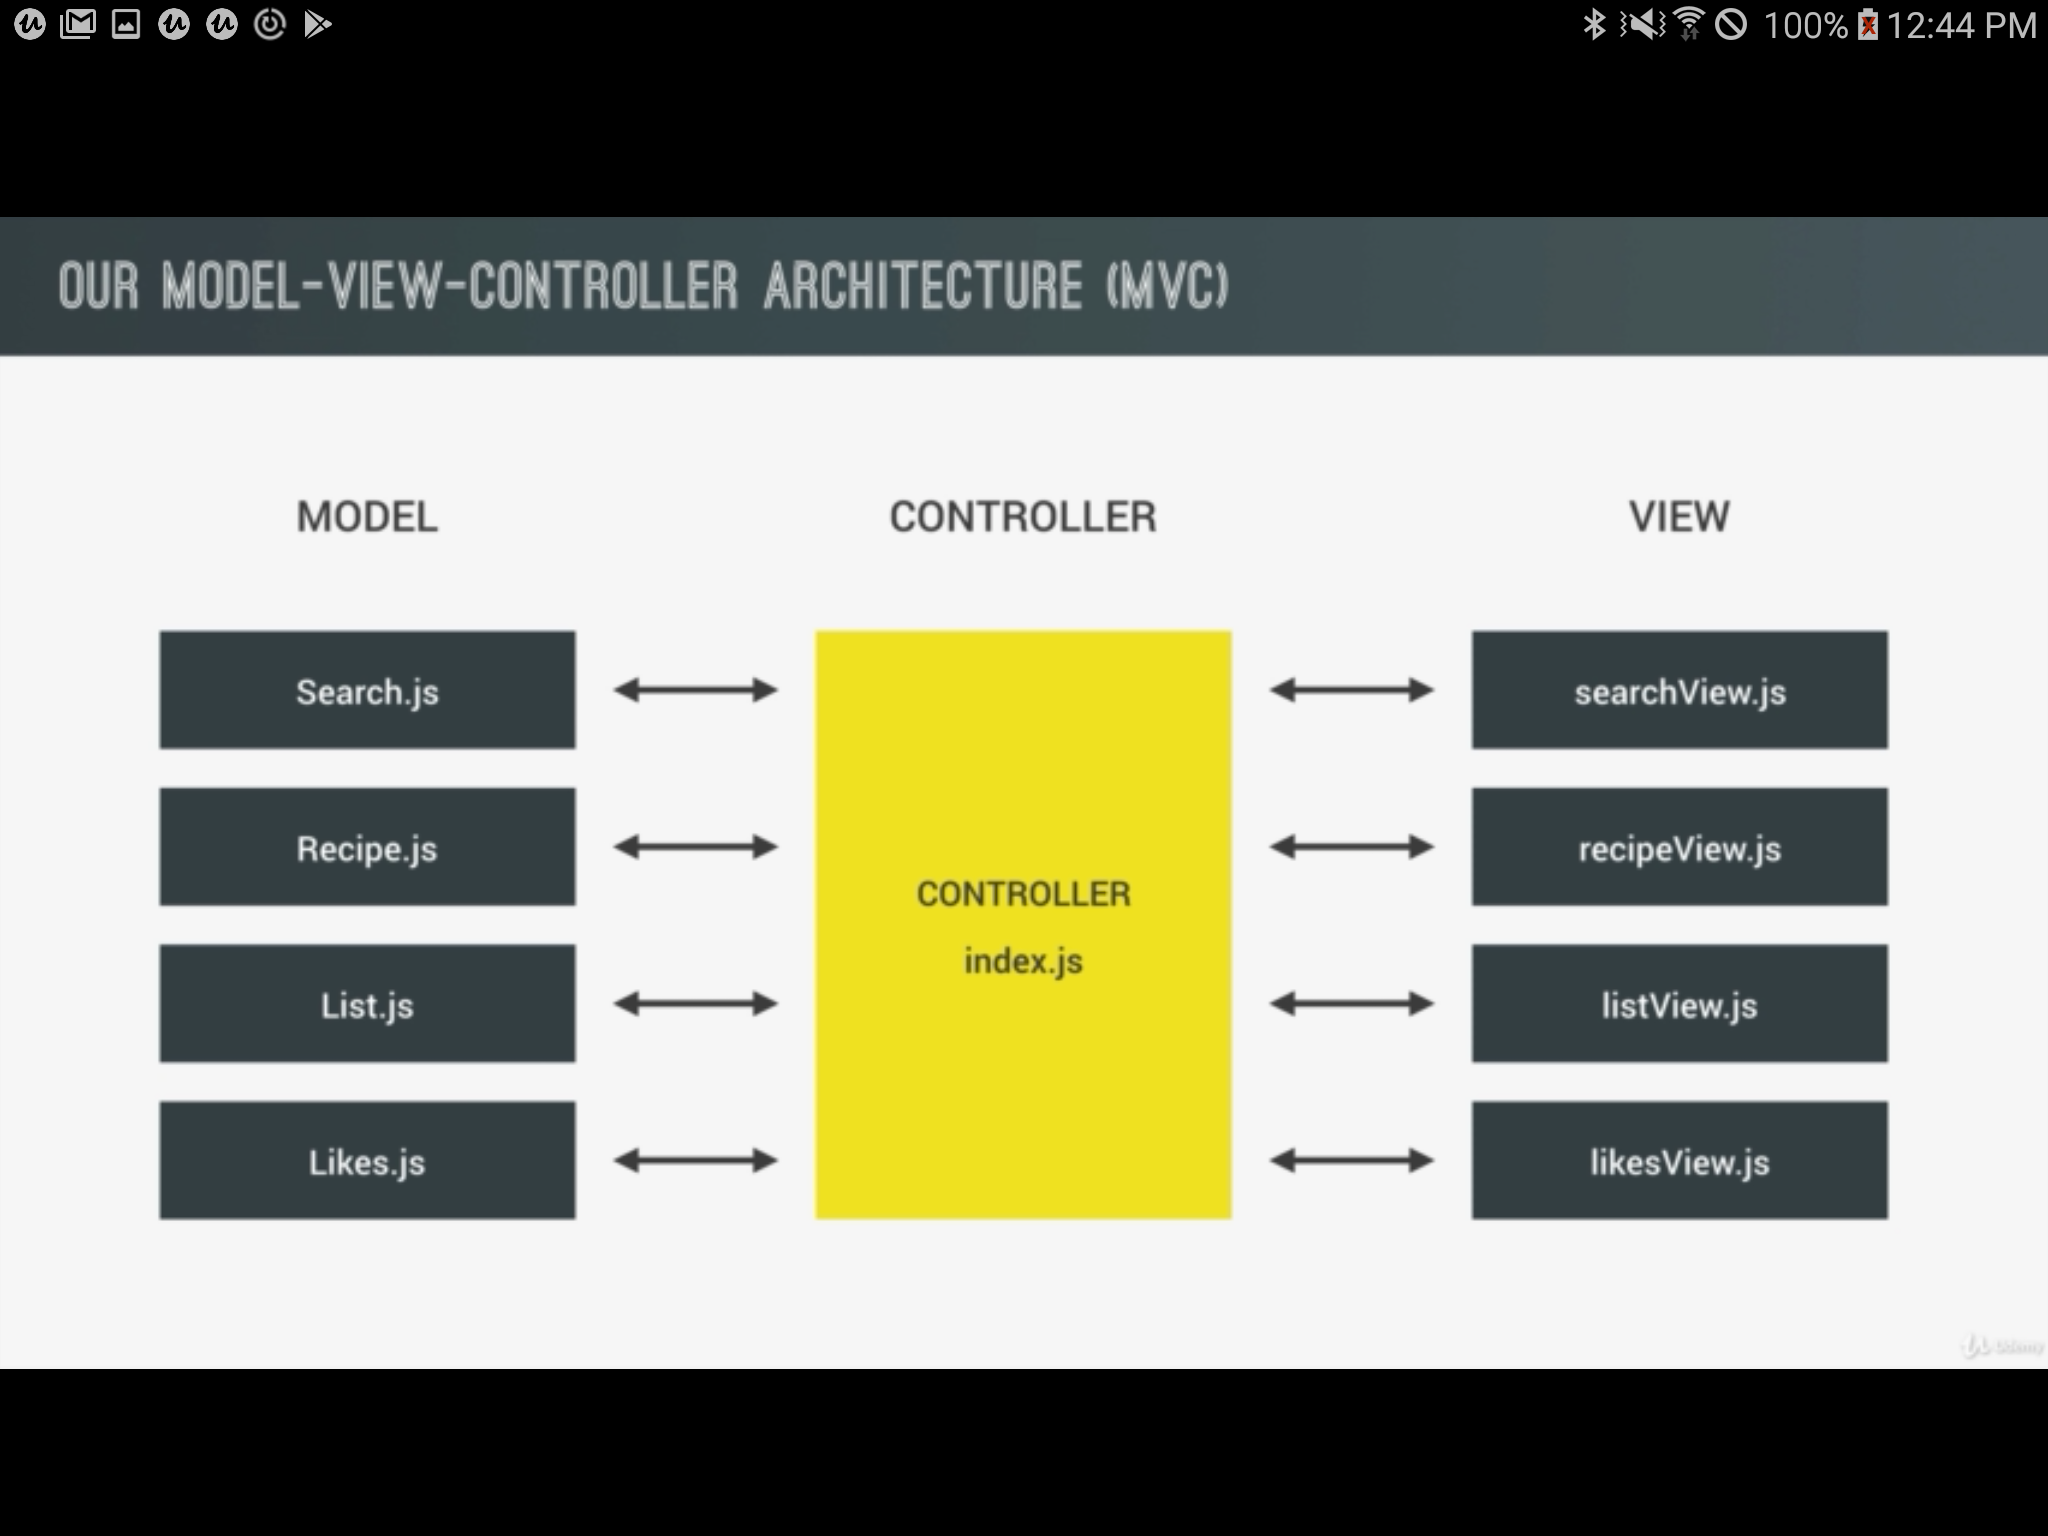 100% 12:44 PM
OUR MODEL-VIEW-CONTROLLER ARCHITECTURE (MVC)
MODEL
CONTROLLER
VIEW
Search.js
searchView.js
Recipe.js
recipeView.js
CONTROLLER
index.js
List.js
listView.js
Likes.js
likesView.js
Udemy